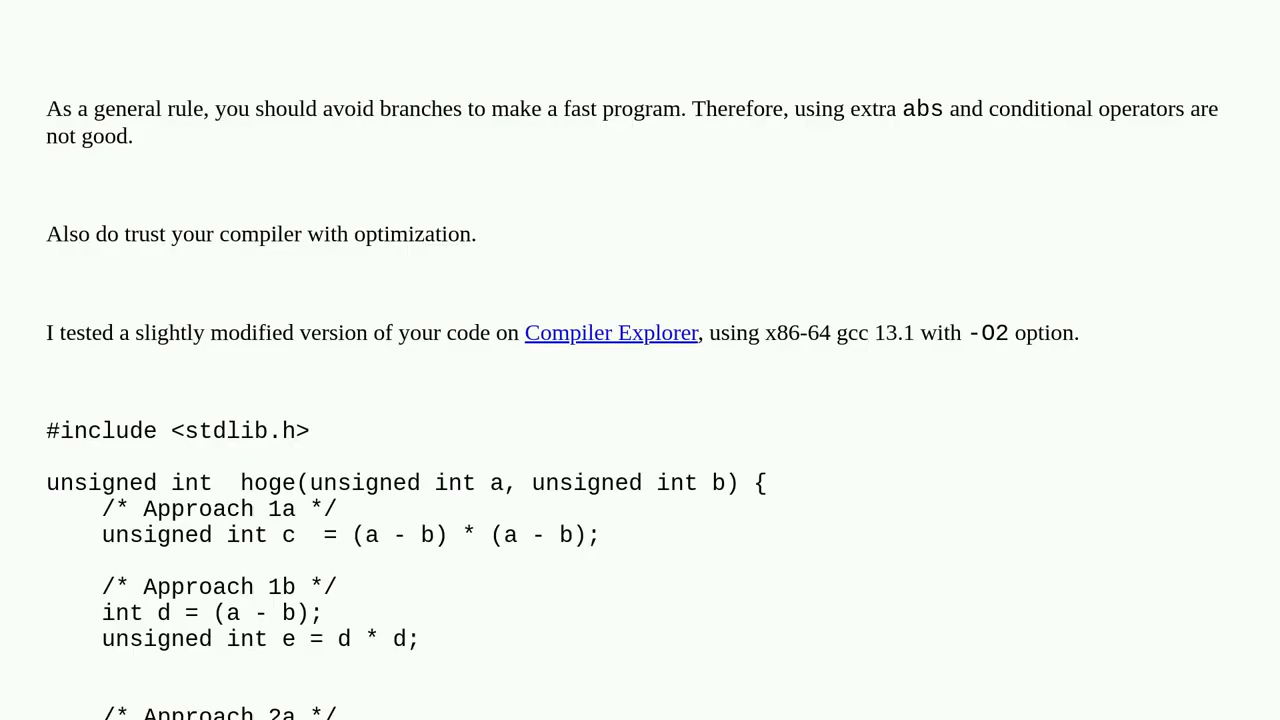 As a general rule, you should avoid branches to make a fast program. Therefore, using extra abs and conditional operators are
not good.
Also do trust your compiler with optimization.
I tested a slightly modified version of your code on Compiler Explorer, using x86-64 gcc 13.1 with -O2 option.
#include <stdlib.h>
unsigned int  hoge(unsigned int a, unsigned int b) {
    /* Approach 1a */
    unsigned int c  = (a - b) * (a - b);
    /* Approach 1b */
    int d = (a - b);
    unsigned int e = d * d;
    /* Approach 2a */